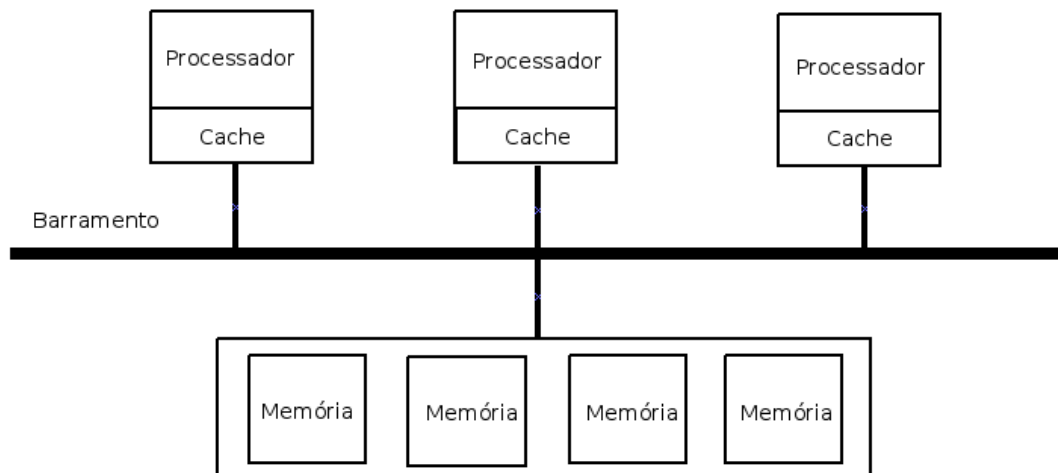 Processador
Processador
Processador
Cache
Cache
Cache
Barramento
Memória
Memória
Memória
Memória